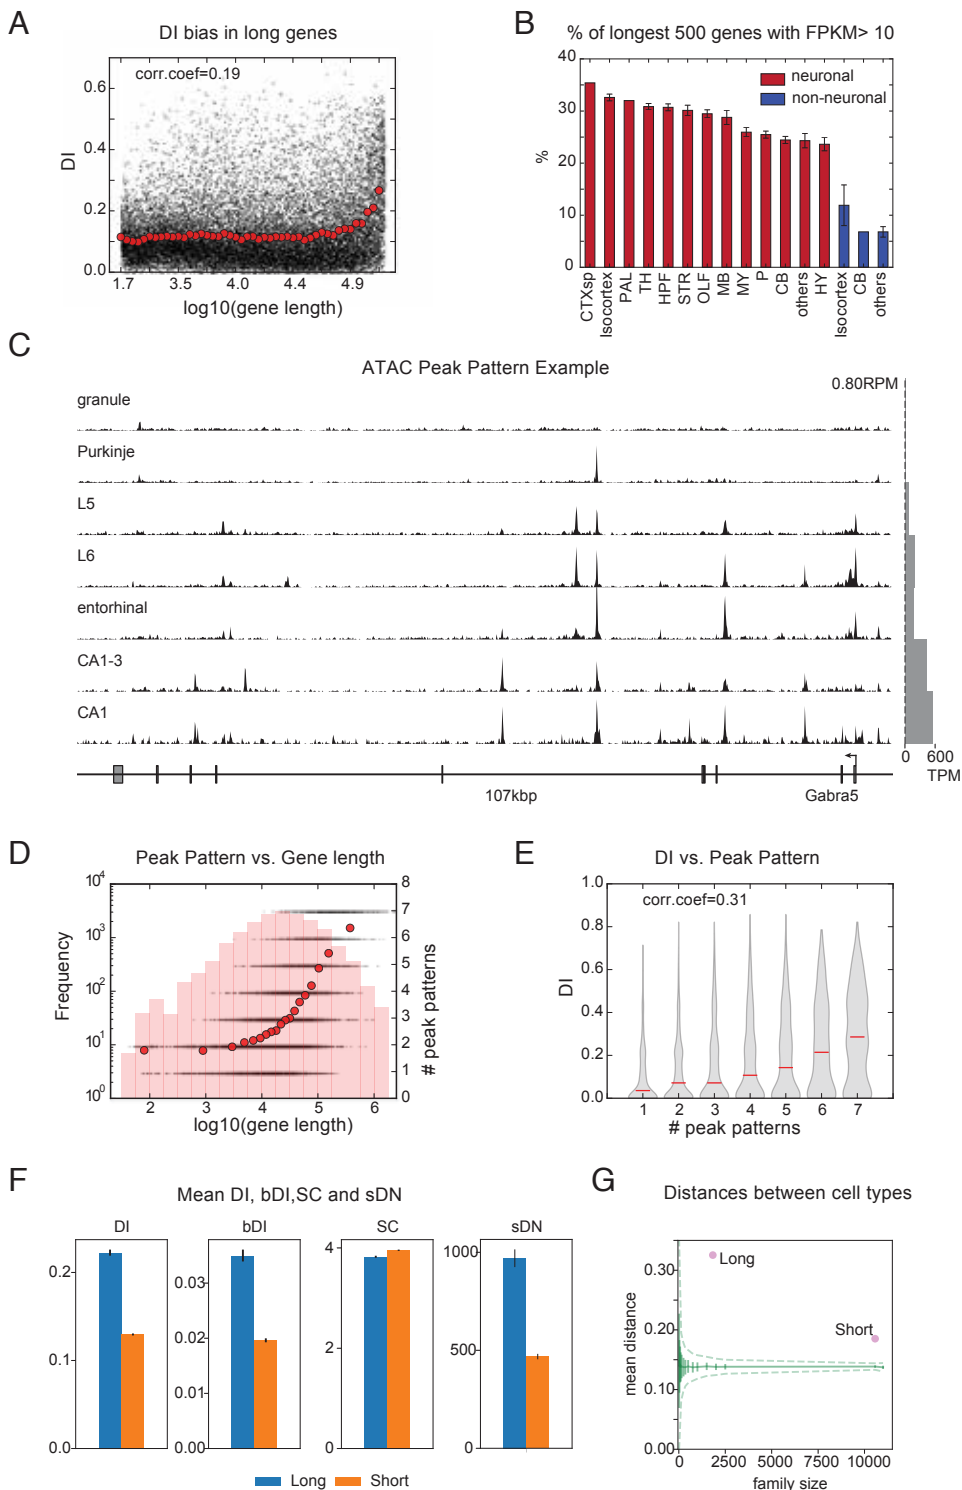 A
DI bias in long genes
corr.coef=0.19
DI
0.6
0.4
0.2
0.0
1.7 3.5 4.0 4.4 4.9
log10(gene length)
B
% of longest 500 genes with FPKM> 10
neuronal
non-neuronal
%
40
30
20
10
0
CTXsp
Isocortex
PAL
TH
HPF
STR
OLF
MB
MY
P
CB
others
HY
Isocortex
CB
others
C
ATAC Peak Pattern Example
0.80RPM
granule
Purkinje
L5
L6
entorhinal
CA1-3
CA1
0 600
TPM
107kbp
Gabra5
D
Peak Pattern vs. Gene length
Frequency
10^4
10^3
10^2
10^1
10^0
8
7
6
5
4
3
2
1
0
# peak patterns
2 3 4 5 6
log10(gene length)
E
DI vs. Peak Pattern
corr.coef=0.31
DI
1.0
0.8
0.6
0.4
0.2
0.0
1 2 3 4 5 6 7
# peak patterns
F
Mean DI, bDI,SC and sDN
DI
0.2
0.1
0.0
bDI
0.03
0.02
0.01
0.00
SC
4
2
0
sDN
1000
500
0
Long Short
G
Distances between cell types
mean distance
0.30
0.20
0.10
0.00
Long
Short
0 2500 5000 7500 10000
family size